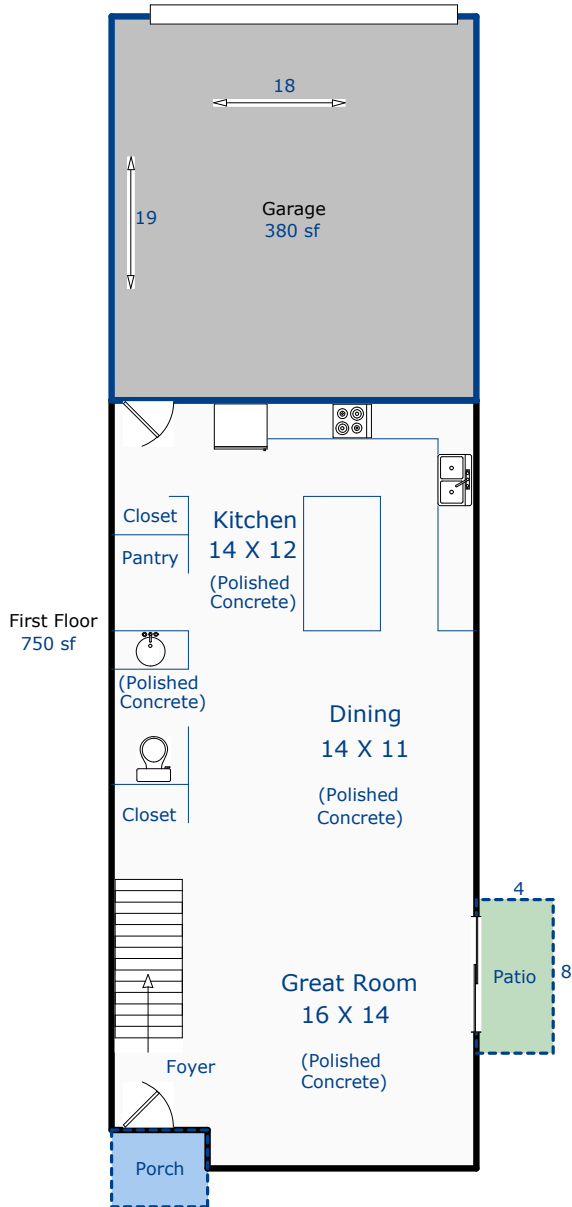 18
19
Garage
380 sf
Closet
Kitchen
14 X 12
Pantry
(Polished
Concrete)
First Floor
750 sf
(Polished
Concrete)
Dining
14 X 11
(Polished
Concrete)
Closet
4
Great Room
16 X 14
Patio
8
(Polished
Concrete)
Foyer
Porch